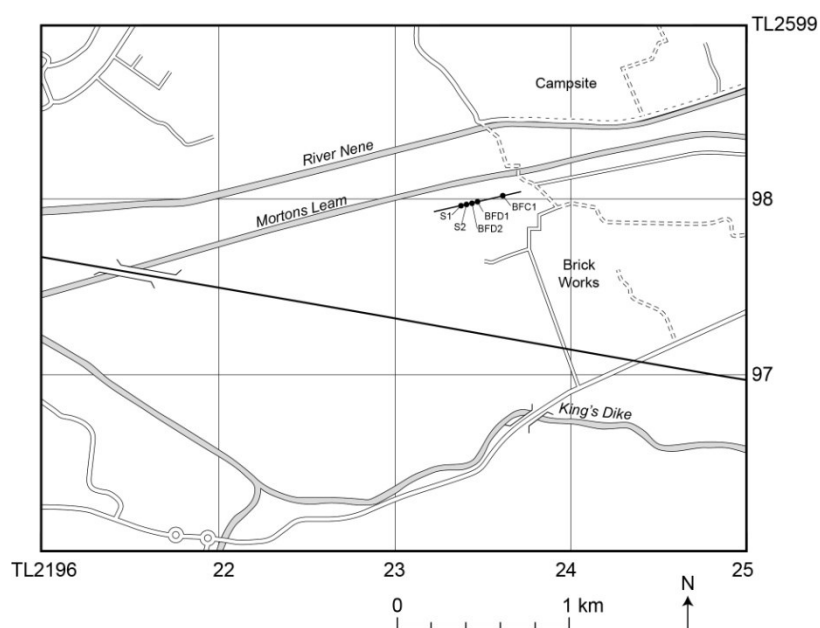 TL2599
Campsite
River Nene
98
Mortons Leam
S1
S2
BFD2
BFD1
BFC1
Brick
Works
97
King's Dike
TL2196
22
23
24
25
0
1 km
N